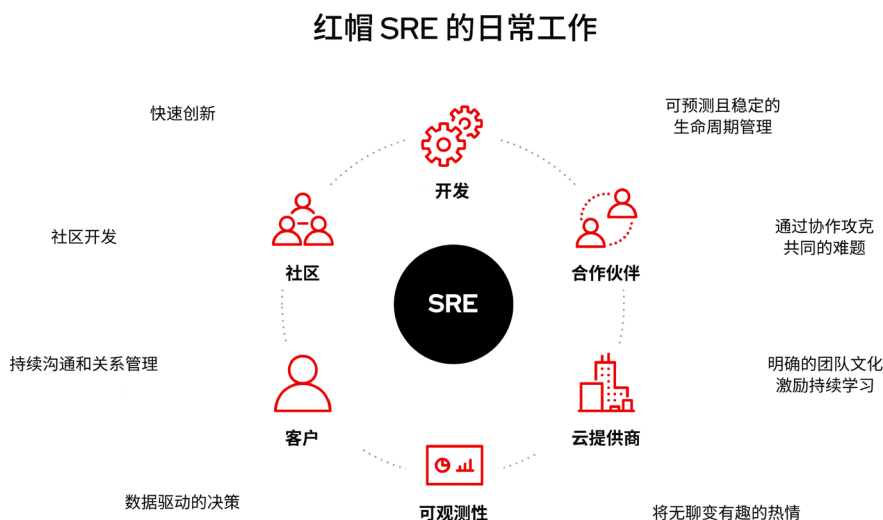 红帽 SRE 的日常工作
快速创新
可预测且稳定的
生命周期管理
开发
社区开发
通过协作攻克
共同的难题
社区
合作伙伴
SRE
持续沟通和关系管理
明确的团队文化
激励持续学习
客户
云提供商
数据驱动的决策
可观测性
将无聊变有趣的热情